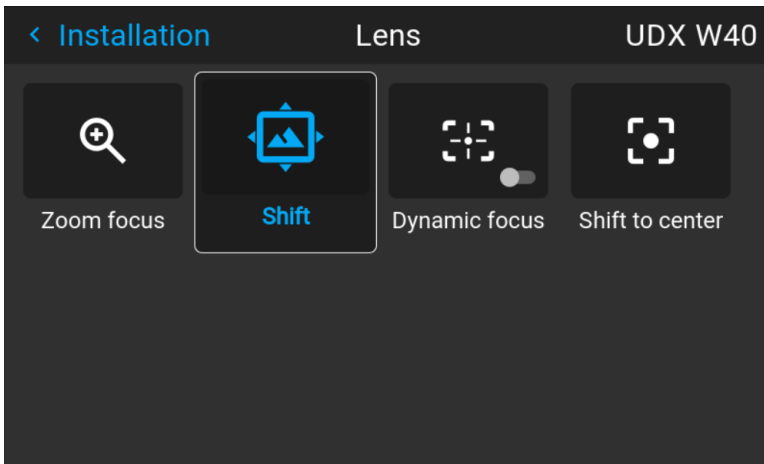 Installation Lens UDX W40
Zoom focus Shift Dynamic focus Shift to center